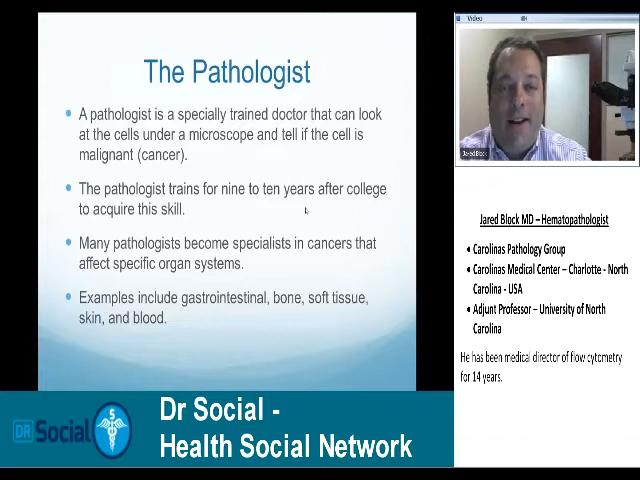 The Pathologist
A pathologist is a specially trained doctor that can look
at the cells under a microscope and tell if the cell is
malignant (cancer).
The pathologist trains for nine to ten years after college
to acquire this skill.
Many pathologists become specialists in cancers that
affect specific organ systems.
Examples include gastrointestinal, bone, soft tissue,
skin, and blood.
Video
Jared Block
Jared Block MD – Hematopathologist
Carolinas Pathology Group
Carolinas Medical Center – Charlotte - North
Carolina - USA
Adjunt Professor – University of North
Carolina
He has been medical director of flow cytometry
for 14 years.
DR Social
Dr Social -
Health Social Network